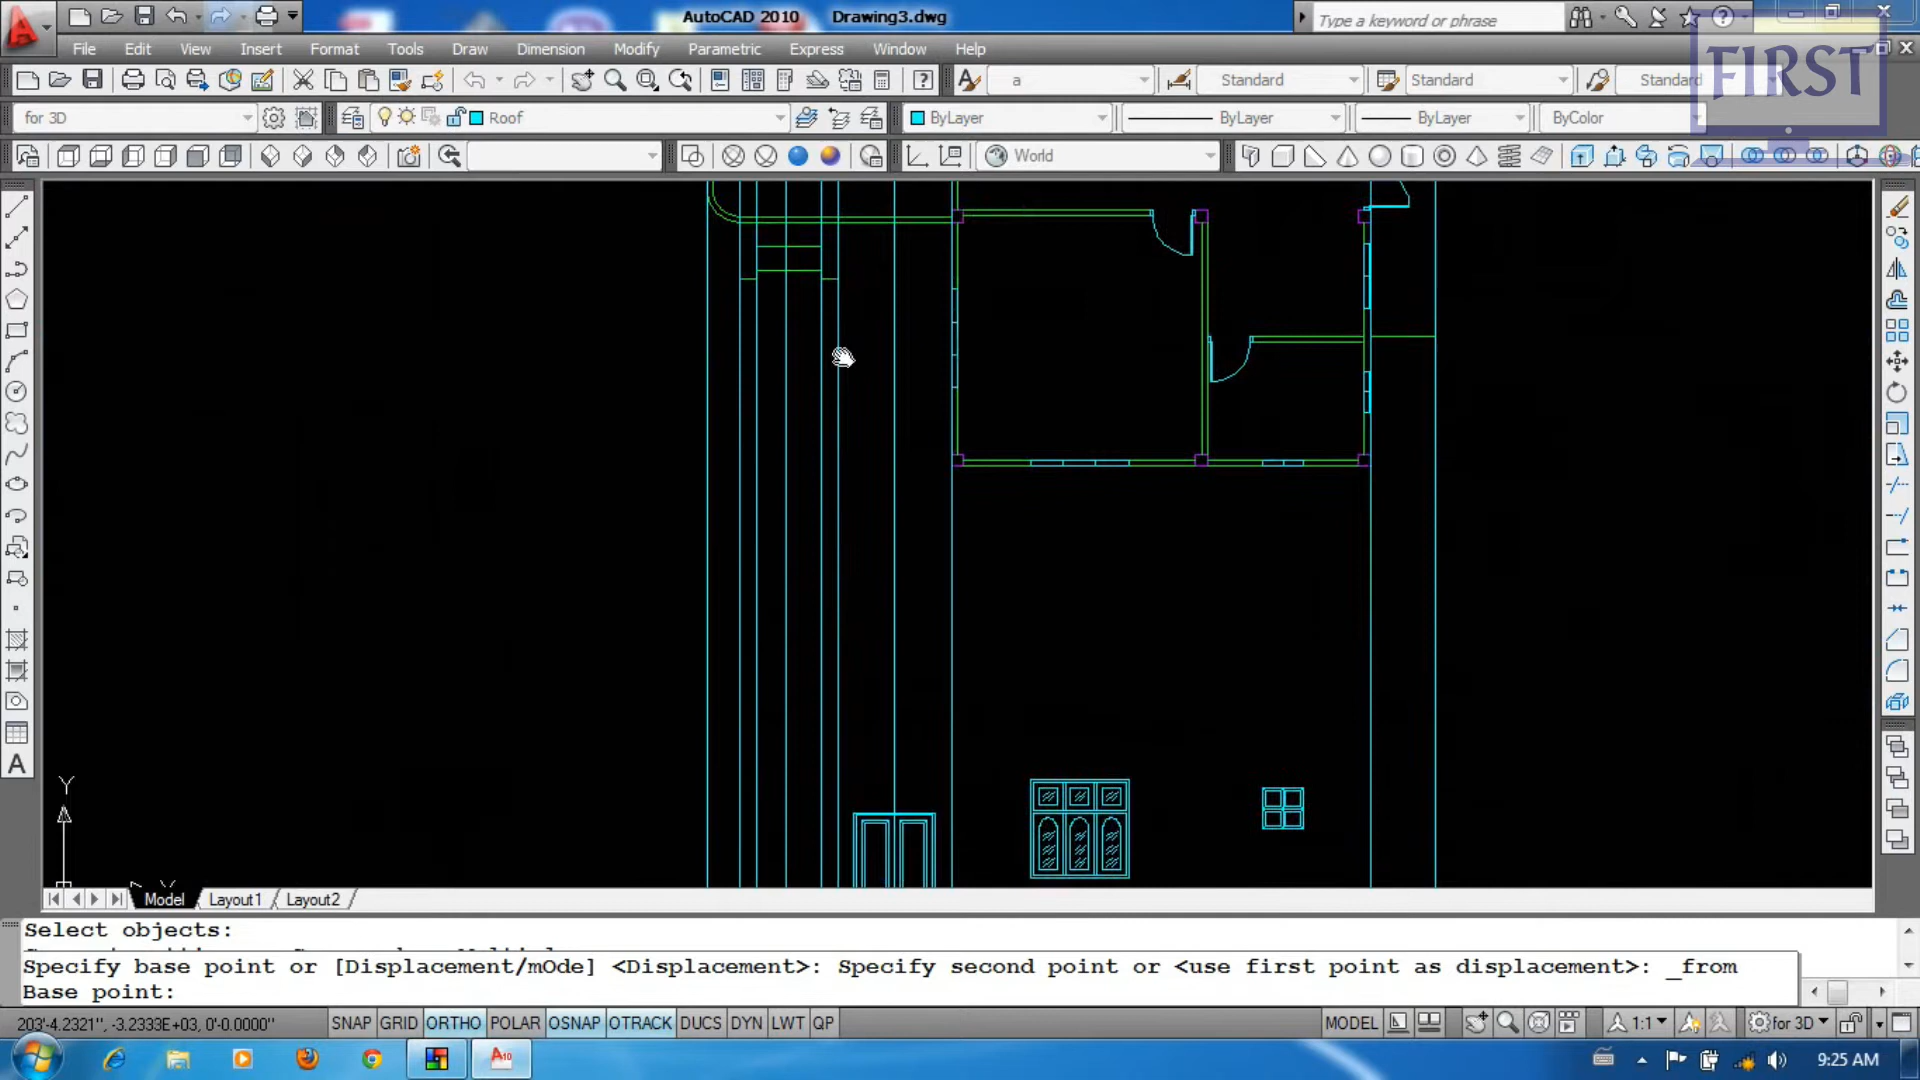 AutoCAD 2010 Drawing3.dwg
Type a keyword or phrase
FIRST
File Edit View Insert Format Tools Draw Dimension Modify Parametric Express Window Help
a Standard Standard Standard
for 3D Roof ByLayer ByLayer ByLayer ByColor
World
Y
X
Model Layout1 Layout2
Select objects:
Specify base point or [Displacement/mOde] <Displacement>: Specify second point or <use first point as displacement>: _from
Base point:
203'-4.2321", -3.2333E+03, 0'-0.0000" SNAP GRID ORTHO POLAR OSNAP OTRACK DUCS DYN LWT QP MODEL 1:1 for 3D
9:25 AM